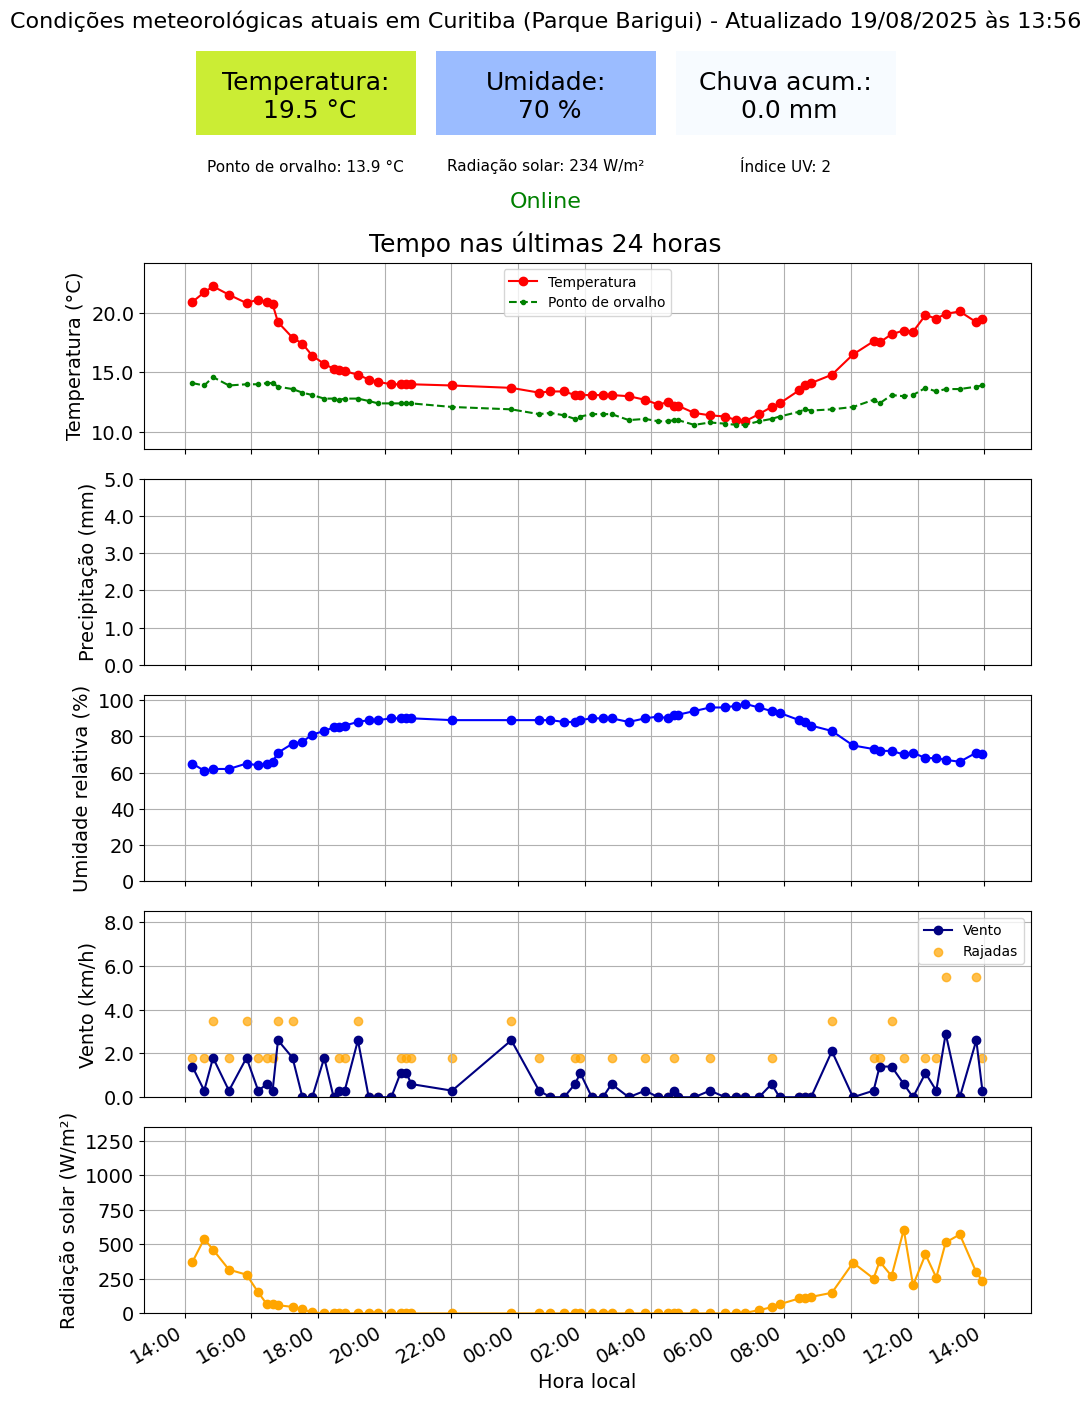 Condições meteorológicas atuais em Curitiba (Parque Barigui) - Atualizado 19/08/2025 às 13:56
Temperatura:
19.5 °C
Umidade:
70 %
Chuva acum.:
0.0 mm
Ponto de orvalho: 13.9 °C
Radiação solar: 234 W/m²
Índice UV: 2
Online
Tempo nas últimas 24 horas
Temperatura (°C)
20.0
15.0
10.0
Temperatura
Ponto de orvalho
Precipitação (mm)
5.0
4.0
3.0
2.0
1.0
0.0
Umidade relativa (%)
100
80
60
40
20
0
Vento (km/h)
8.0
6.0
4.0
2.0
0.0
Vento
Rajadas
Radiação solar (W/m²)
1250
1000
750
500
250
0
14:00
16:00
18:00
20:00
22:00
00:00
02:00
04:00
06:00
08:00
10:00
12:00
14:00
Hora local